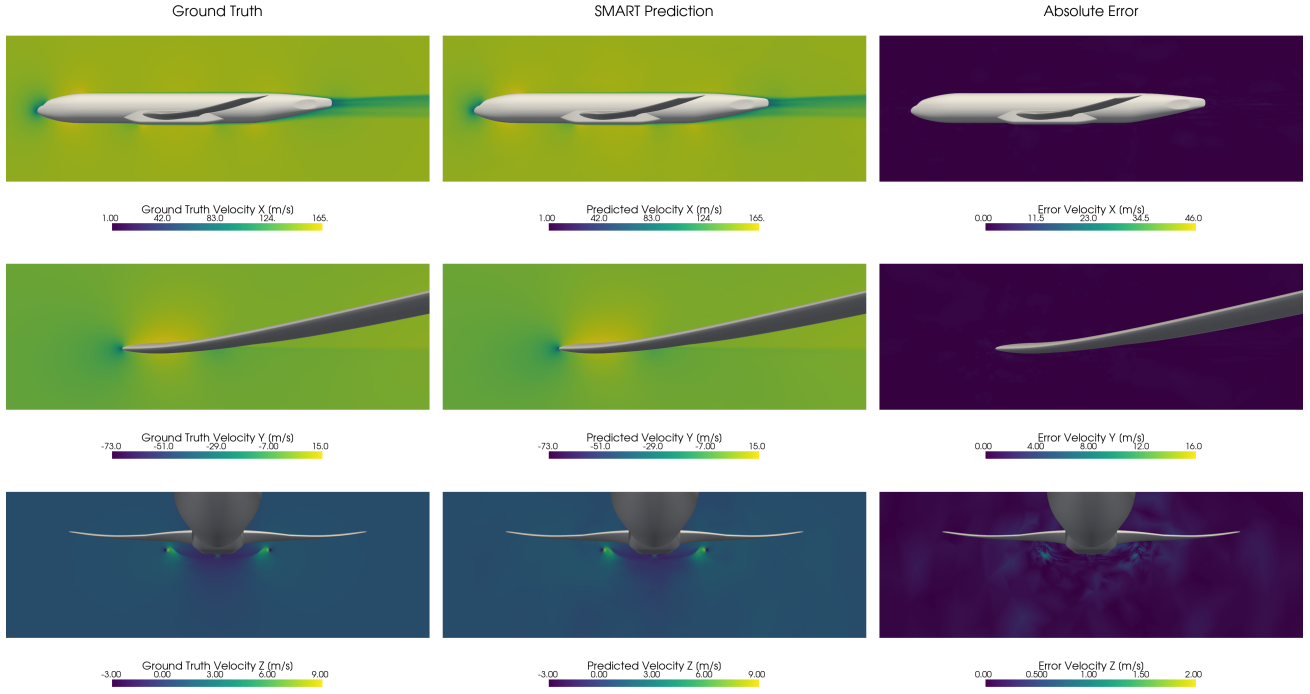 Ground Truth SMART Prediction Absolute Error
Ground Truth Velocity X (m/s) Predicted Velocity X (m/s) Error Velocity X (m/s)
1.00 42.0 83.0 124. 165. 1.00 42.0 83.0 124. 165. 0.00 11.5 23.0 34.5 46.0
Ground Truth Velocity Y (m/s) Predicted Velocity Y (m/s) Error Velocity Y (m/s)
-73.0 -51.0 -29.0 -7.00 15.0 -73.0 -51.0 -29.0 -7.00 15.0 0.00 4.00 8.00 12.0 16.0
Ground Truth Velocity Z (m/s) Predicted Velocity Z (m/s) Error Velocity Z (m/s)
-3.00 0.00 3.00 6.00 9.00 -3.00 0.00 3.00 6.00 9.00 0.00 0.500 1.00 1.50 2.00